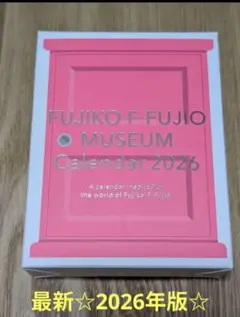 FUJIKO・F・FUJIO
MUSEUM
Calendar 2026
A calendar inspired by
the world of Fujiko・F・Fujio
最新☆2026年版☆